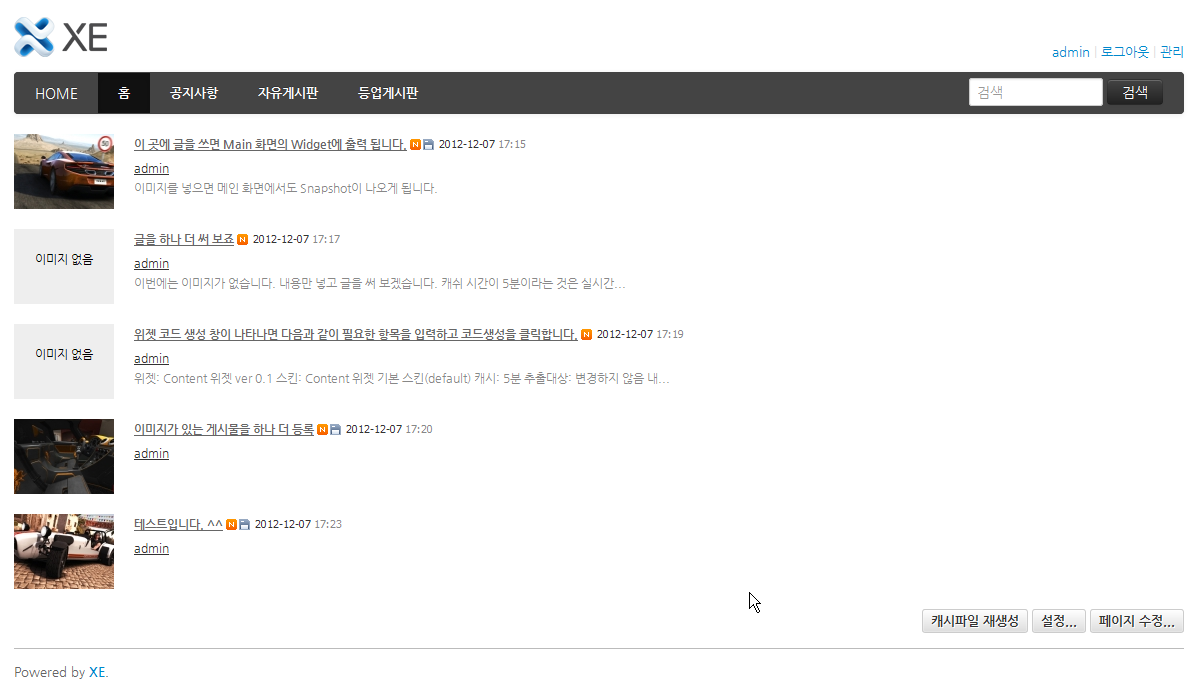 XE
admin | 로그아웃 | 관리
HOME 홈 공지사항 자유게시판 등업게시판 검색 검색
50
이 곳에 글을 쓰면 Main 화면의 Widget에 출력 됩니다. N 2012-12-07 17:15
admin
이미지를 넣으면 메인 화면에서도 Snapshot이 나오게 됩니다.
글을 하나 더 써 보죠 N 2012-12-07 17:17
이미지 없음
admin
이번에는 이미지가 없습니다. 내용만 넣고 글을 써 보겠습니다. 캐쉬 시간이 5분이라는 것은 실시간...
위젯 코드 생성 창이 나타나면 다음과 같이 필요한 항목을 입력하고 코드생성을 클릭합니다. N 2012-12-07 17:19
이미지 없음
admin
위젯: Content 위젯 ver 0.1 스킨: Content 위젯 기본 스킨(default) 캐시: 5분 추출대상: 변경하지 않음 내...
이미지가 있는 게시물을 하나 더 등록 N 2012-12-07 17:20
admin
테스트입니다. ^^ N 2012-12-07 17:23
admin
캐시파일 재생성 설정... 페이지 수정...
Powered by XE.